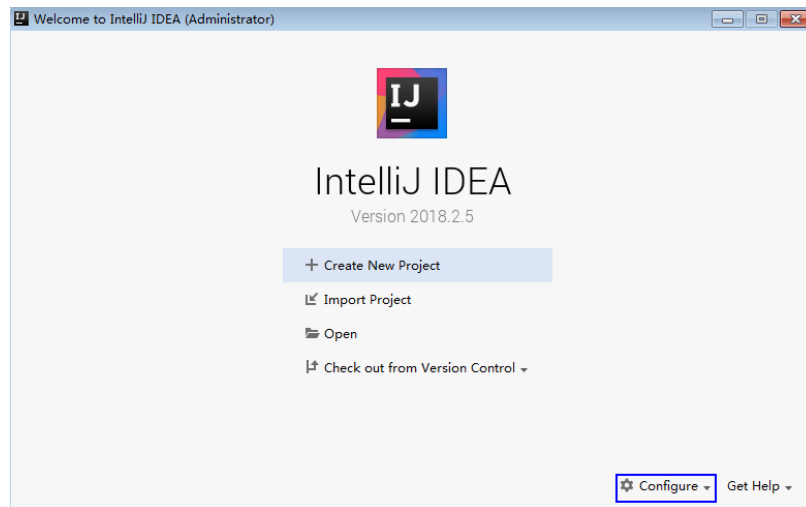 Welcome to IntelliJ IDEA (Administrator)
IJ
IntelliJ IDEA
Version 2018.2.5
Create New Project
Import Project
Open
Check out from Version Control
Configure
Get Help